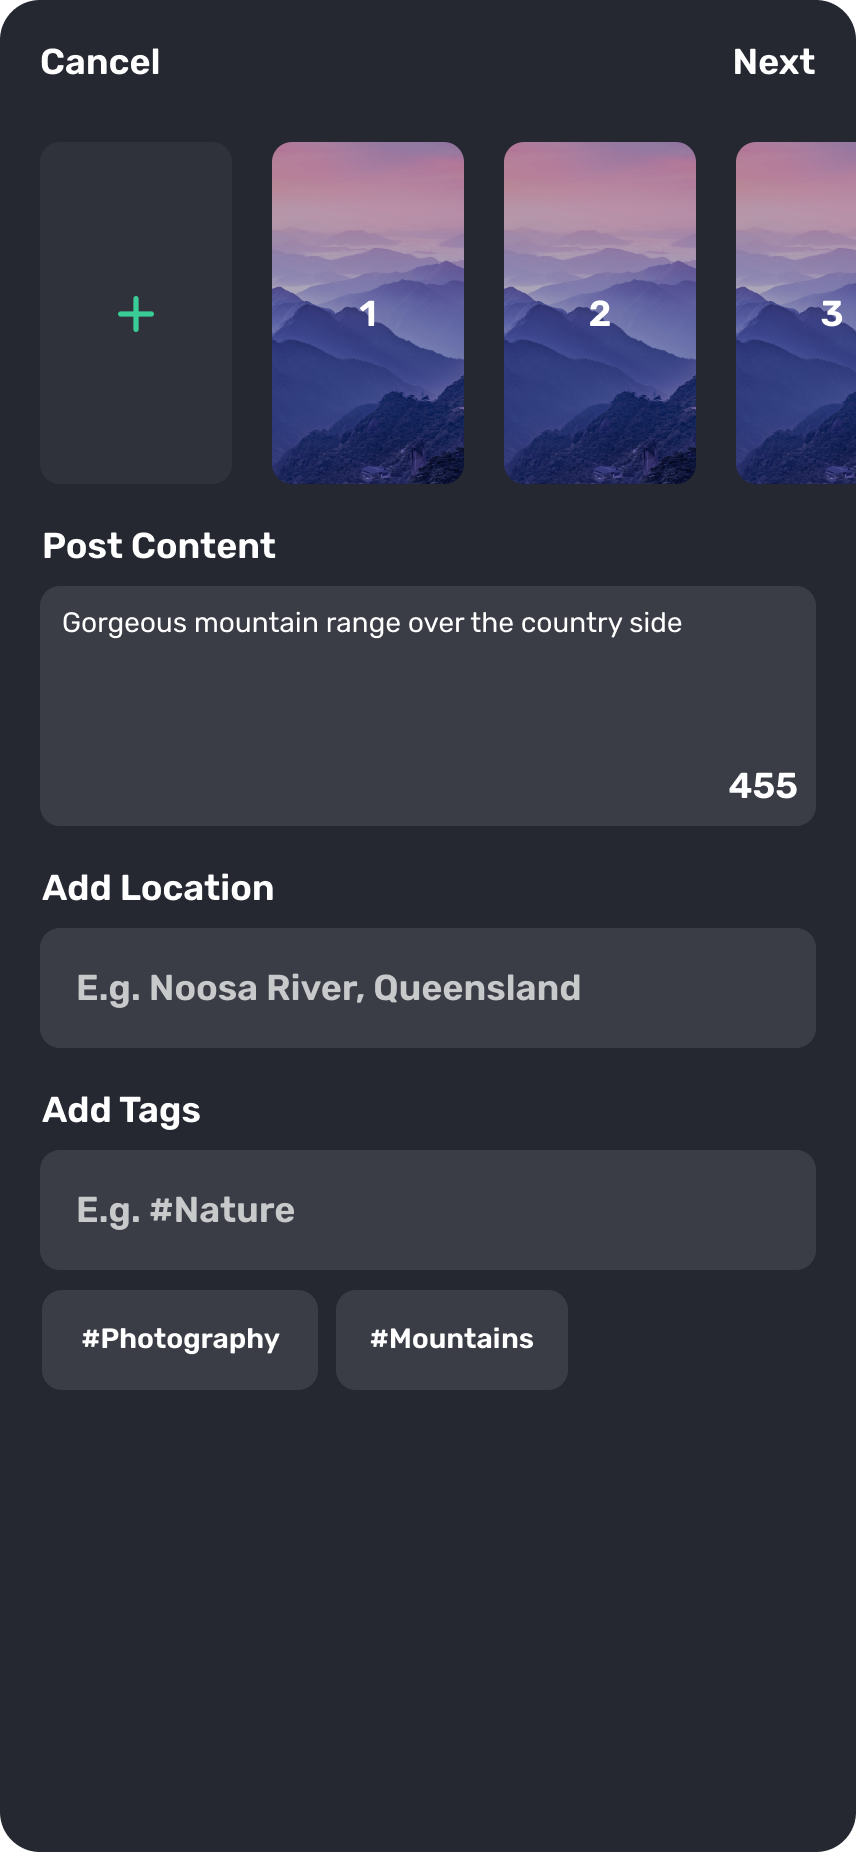 Cancel
Next
1
2
3
Post Content
Gorgeous mountain range over the country side
455
Add Location
E.g. Noosa River, Queensland
Add Tags
E.g. #Nature
#Photography
#Mountains